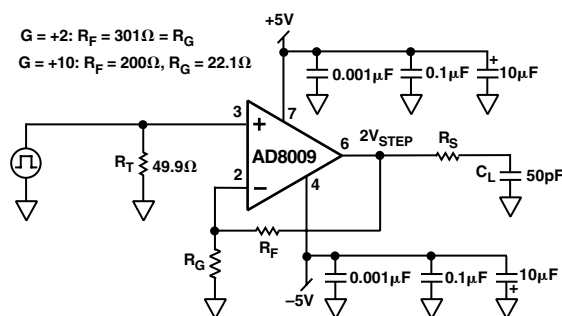 G = +2: R_F = 301Ω = R_G
G = +10: R_F = 200Ω, R_G = 22.1Ω
+5V
0.001μF
0.1μF
+
10μF
3
+
7
AD8009
6
2V_STEP
R_S
R_T
49.9Ω
2
−
4
C_L
50pF
R_F
R_G
−5V
0.001μF
0.1μF
10μF
+